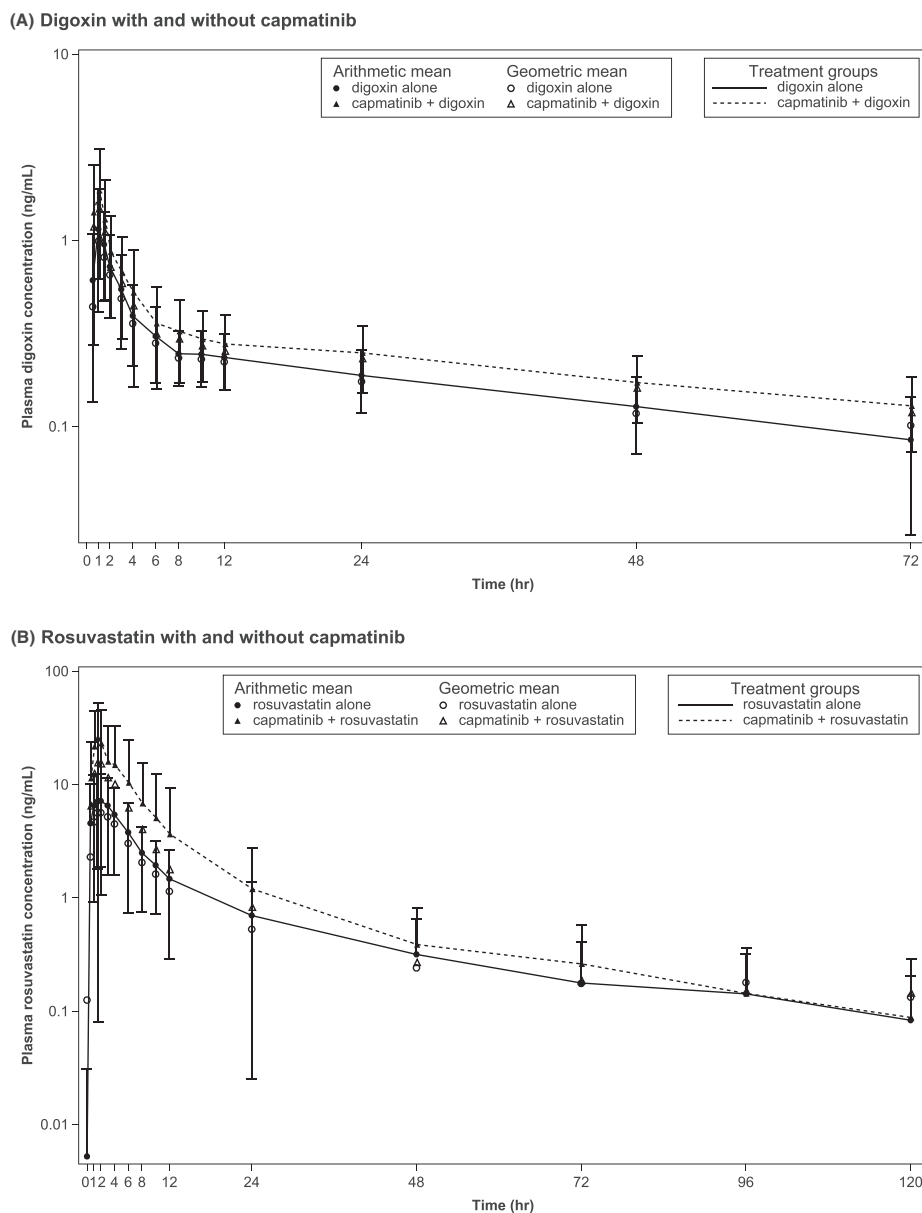 (A) Digoxin with and without capmatinib
10
Arithmetic mean Geometric mean
digoxin alone digoxin alone
capmatinib + digoxin capmatinib + digoxin
Treatment groups
digoxin alone
capmatinib + digoxin
Plasma digoxin concentration (ng/mL)
1
0.1
0 1 2 4 6 8 12 24 48 72
Time (hr)
(B) Rosuvastatin with and without capmatinib
100
Arithmetic mean Geometric mean
rosuvastatin alone rosuvastatin alone
capmatinib + rosuvastatin capmatinib + rosuvastatin
Treatment groups
rosuvastatin alone
capmatinib + rosuvastatin
Plasma rosuvastatin concentration (ng/mL)
10
1
0.1
0.01
0 1 2 4 6 8 12 24 48 72 96 120
Time (hr)